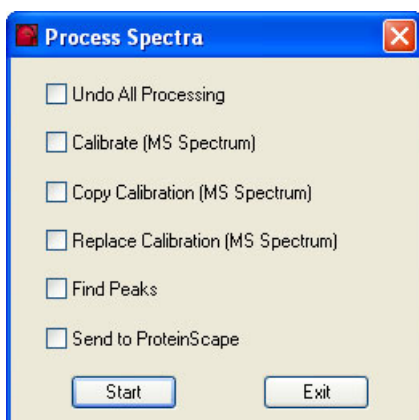 Process Spectra
Undo All Processing
Calibrate (MS Spectrum)
Copy Calibration (MS Spectrum)
Replace Calibration (MS Spectrum)
Find Peaks
Send to ProteinScape
Start Exit